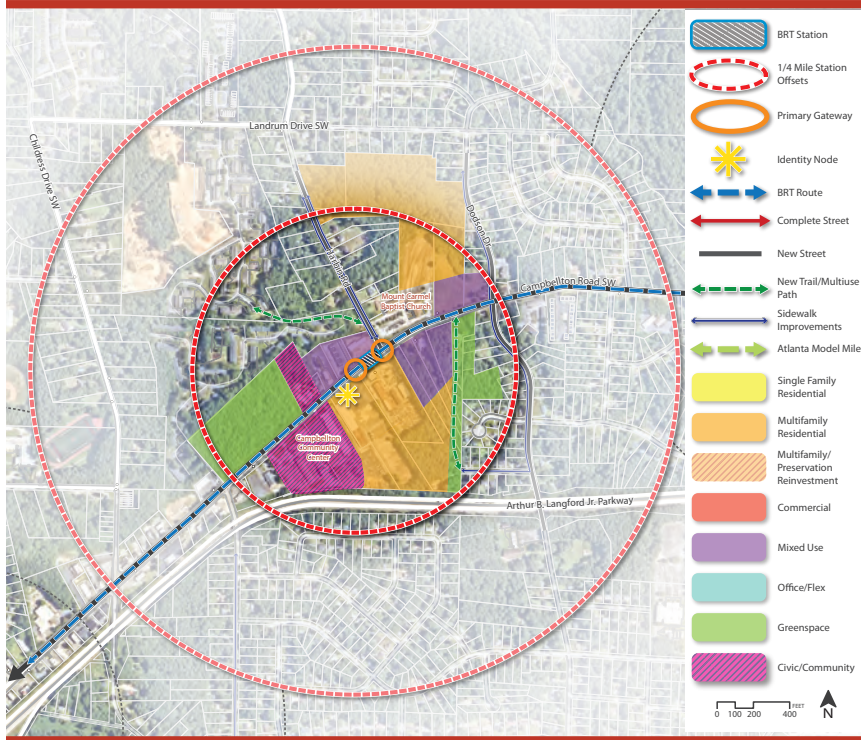 Landrum Drive SW
Childress Drive SW
Dodson Dr
Campbellton Road SW
Mount Earmel
Baptist Church
Campbellton
Community
Center
Arthur B. Langford Jr. Parkway
BRT Station
1/4 Mile Station
Offsets
Primary Gateway
Identity Node
BRT Route
Complete Street
New Street
New Trail/Multiuse
Path
Sidewalk
Improvements
Atlanta Model Mile
Single Family
Residential
Multifamily
Residential
Multifamily/
Preservation
Reinvestment
Commercial
Mixed Use
Office/Flex
Greenspace
Civic/Community
FEET
0 100 200 400
N